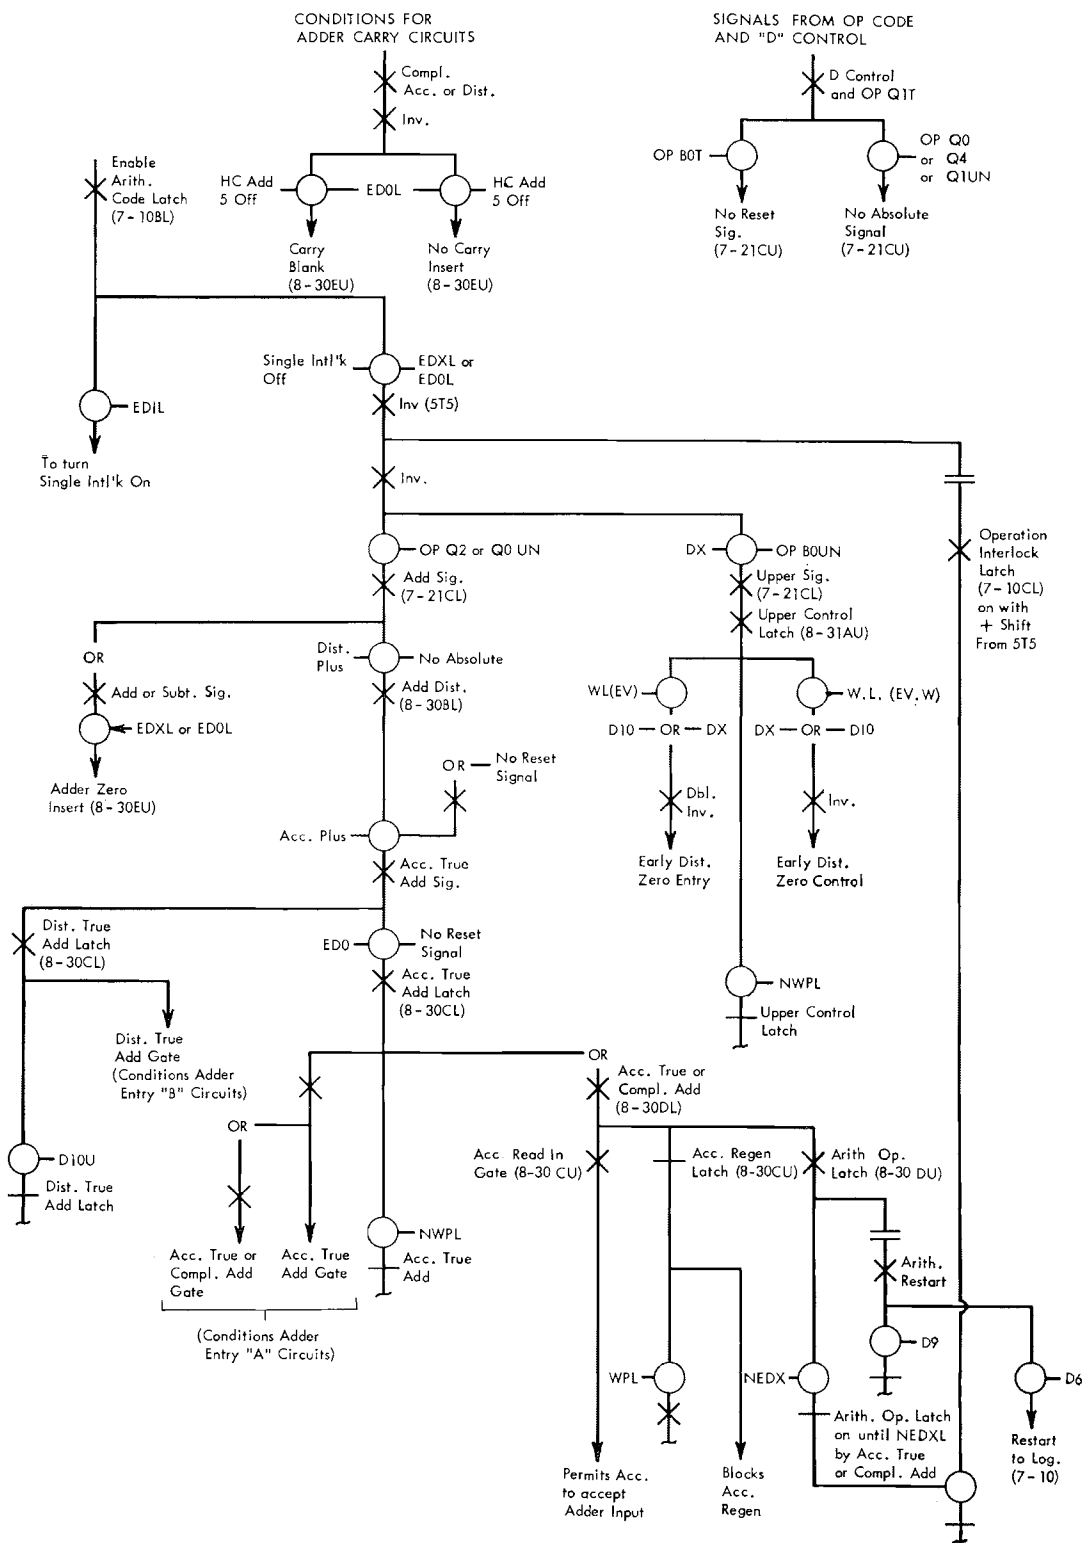 CONDITIONS FOR
ADDER CARRY CIRCUITS
SIGNALS FROM OP CODE
AND "D" CONTROL
Compl.
Acc. or Dist.
Inv.
D Control
and OP Q1T
Enable
Arith.
Code Latch
(7-10BL)
HC Add
5 Off
ED0L
HC Add
5 Off
OP B0T
OP Q0
or Q4
or Q1UN
Carry
Blank
(8-30EU)
No Carry
Insert
(8-30EU)
No Reset
Sig.
(7-21CU)
No Absolute
Signal
(7-21CU)
Single Intl'k
Off
EDXL or
ED0L
ED1L
Inv (5T5)
To turn
Single Intl'k On
Inv.
OP Q2 or Q0 UN
DX
OP B0UN
Operation
Interlock
Latch
(7-10CL)
on with
+ Shift
From 5T5
Add Sig.
(7-21CL)
Upper Sig.
(7-21CL)
Upper Control
Latch (8-31AU)
OR
Dist.
Plus
No Absolute
Add or Subt. Sig.
Add Dist.
(8-30BL)
WL(EV)
W.L. (EV.W)
EDXL or ED0L
D10 OR DX
DX OR D10
Adder Zero
Insert (8-30EU)
OR
No Reset
Signal
Dbl.
Inv.
Inv.
Acc. Plus
Early Dist.
Zero Entry
Early Dist.
Zero Control
Acc. True
Add Sig.
Dist. True
Add Latch
(8-30CL)
ED0
No Reset
Signal
Acc. True
Add Latch
(8-30CL)
NWPL
Upper Control
Latch
Dist. True
Add Gate
(Conditions Adder
Entry "B" Circuits)
OR
Acc. True or
Compl. Add
(8-30DL)
OR
D10U
Dist. True
Add Latch
Acc. Read In
Gate (8-30 CU)
Acc. Regen
Latch (8-30CU)
Arith Op.
Latch (8-30 DU)
NWPL
Acc. True or
Compl. Add
Gate
Acc. True
Add Gate
Acc. True
Add
Arith.
Restart
(Conditions Adder
Entry "A" Circuits)
D9
WPL
NEDX
D6
Arith. Op. Latch
on until NEDXL
by Acc. True
or Compl. Add
Restart
to Log.
(7-10)
Permits Acc.
to accept
Adder Input
Blocks
Acc.
Regen